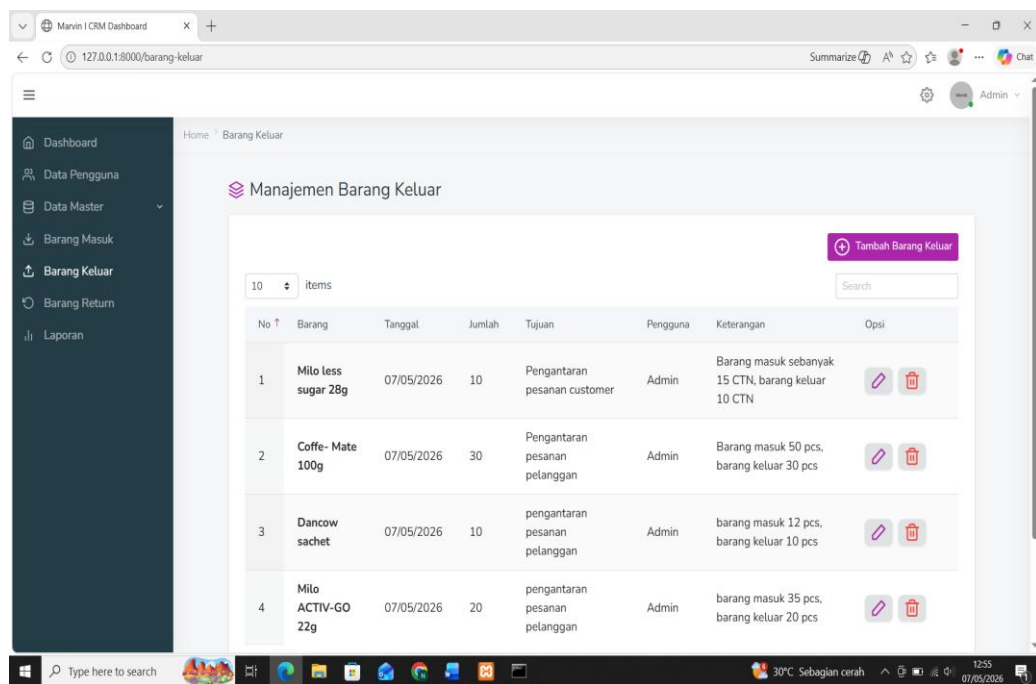 Marvin I CRM Dashboard
127.0.0.1:8000/barang-keluar
Summarize
Chat
Admin
Dashboard
Data Pengguna
Data Master
Barang Masuk
Barang Keluar
Barang Return
Laporan
Home
Barang Keluar
Manajemen Barang Keluar
Tambah Barang Keluar
10 items
Search
No Barang Tanggal Jumlah Tujuan Pengguna Keterangan Opsi
1
Milo less
sugar 28g
07/05/2026
10
Pengantaran
pesanan customer
Admin
Barang masuk sebanyak
15 CTN, barang keluar
10 CTN
2
Coffe- Mate
100g
07/05/2026
30
Pengantaran
pesanan
pelanggan
Admin
Barang masuk 50 pcs,
barang keluar 30 pcs
3
Dancow
sachet
07/05/2026
10
pengantaran
pesanan
pelanggan
Admin
barang masuk 12 pcs,
barang keluar 10 pcs
4
Milo
ACTIV-GO
22g
07/05/2026
20
pengantaran
pesanan
pelanggan
Admin
barang masuk 35 pcs,
barang keluar 20 pcs
Type here to search
30°C Sebagian cerah
12:55
07/05/2026